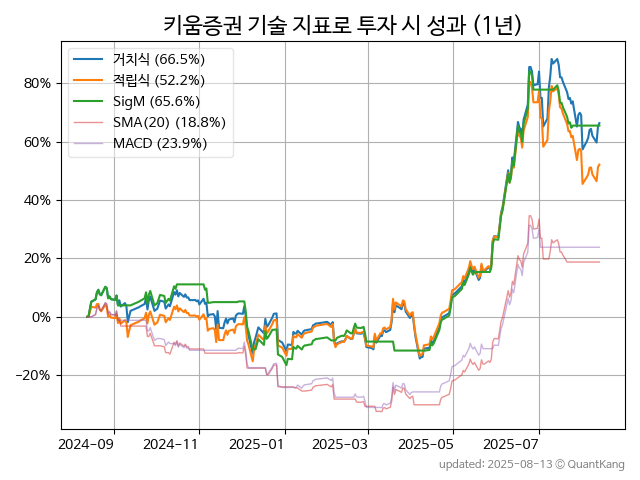 키움증권 기술 지표로 투자 시 성과 (1년)
거치식 (66.5%)
적립식 (52.2%)
SigM (65.6%)
SMA(20) (18.8%)
MACD (23.9%)
80%
60%
40%
20%
0%
−20%
2024-09 2024-11 2025-01 2025-03 2025-05 2025-07
updated: 2025-08-13 ⓒ QuantKang